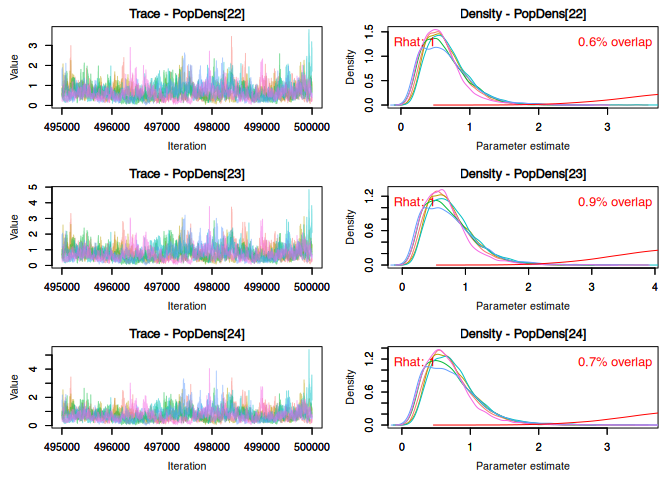 Trace - PopDens[22]
Value
0 1 2 3
495000 496000 497000 498000 499000 500000
Iteration
Density - PopDens[22]
Density
0.0 0.5 1.0 1.5
Rhat: 1
0.6% overlap
0 1 2 3
Parameter estimate
Trace - PopDens[23]
Value
0 1 2 3 4 5
495000 496000 497000 498000 499000 500000
Iteration
Density - PopDens[23]
Density
0.0 0.6 1.2
Rhat: 1
0.9% overlap
0 1 2 3 4
Parameter estimate
Trace - PopDens[24]
Value
0 2 4
495000 496000 497000 498000 499000 500000
Iteration
Density - PopDens[24]
Density
0.0 0.6 1.2
Rhat: 1
0.7% overlap
0 1 2 3
Parameter estimate